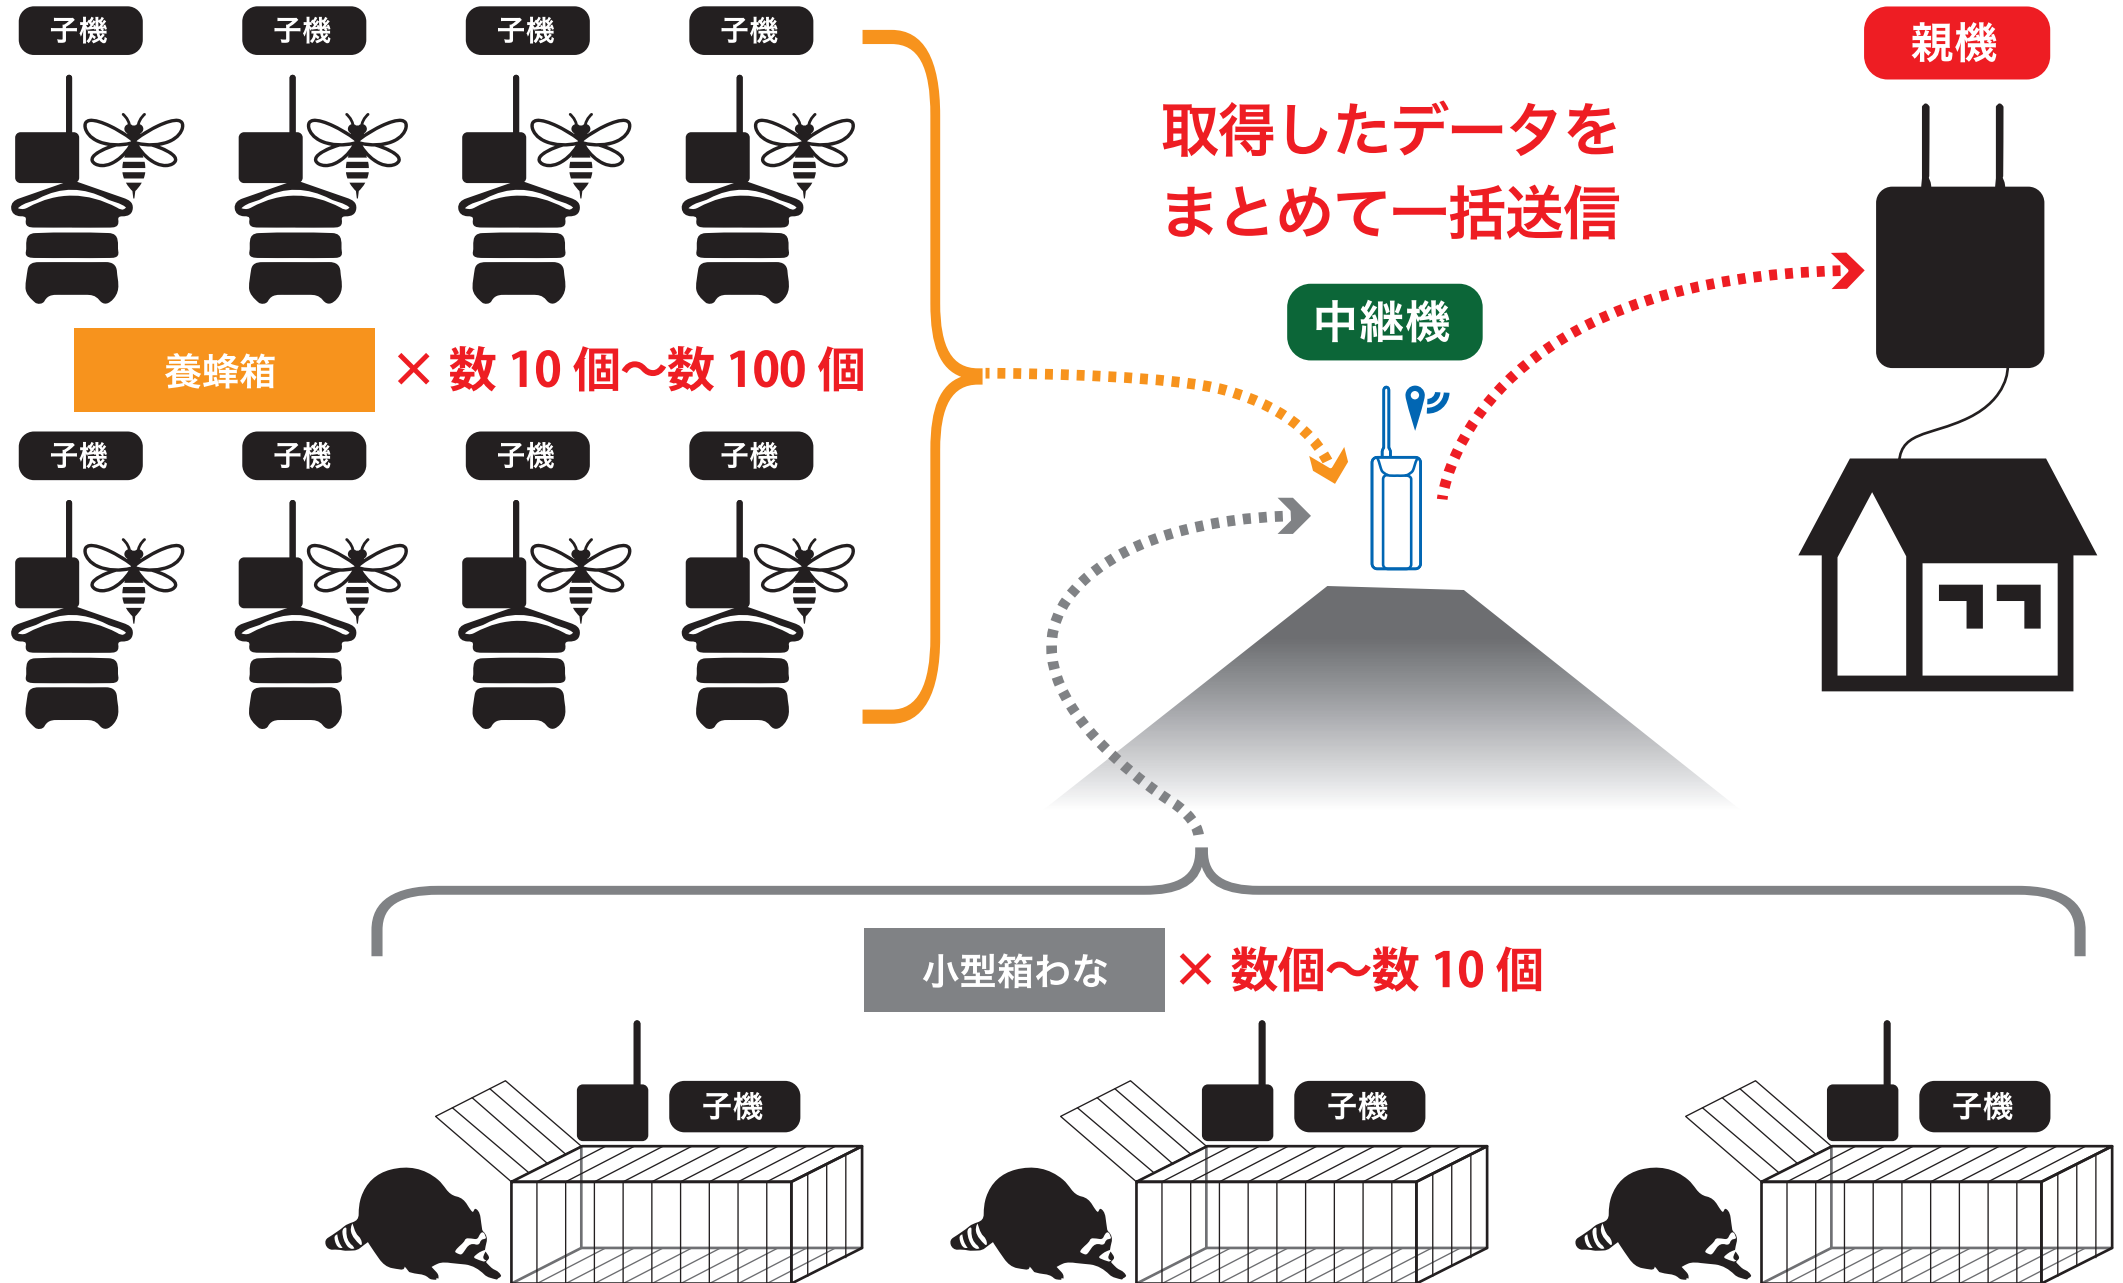 子機
子機
子機
子機
親機
取得したデータを
まとめて一括送信
中継機
養蜂箱
× 数 10 個～数 100 個
子機
子機
子機
子機
小型箱わな
× 数個～数 10 個
子機
子機
子機